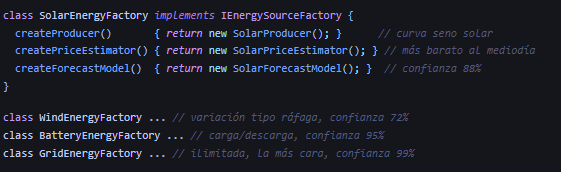 class SolarEnergyFactory implements IEnergySourceFactory {
createProducer() { return new SolarProducer(); } // curva seno solar
createPriceEstimator() { return new SolarPriceEstimator(); } // más barato al mediodía
createForecastModel() { return new SolarForecastModel(); } // confianza 88%
}
class WindEnergyFactory ... // variación tipo ráfaga, confianza 72%
class BatteryEnergyFactory ... // carga/descarga, confianza 95%
class GridEnergyFactory ... // ilimitada, la más cara, confianza 99%